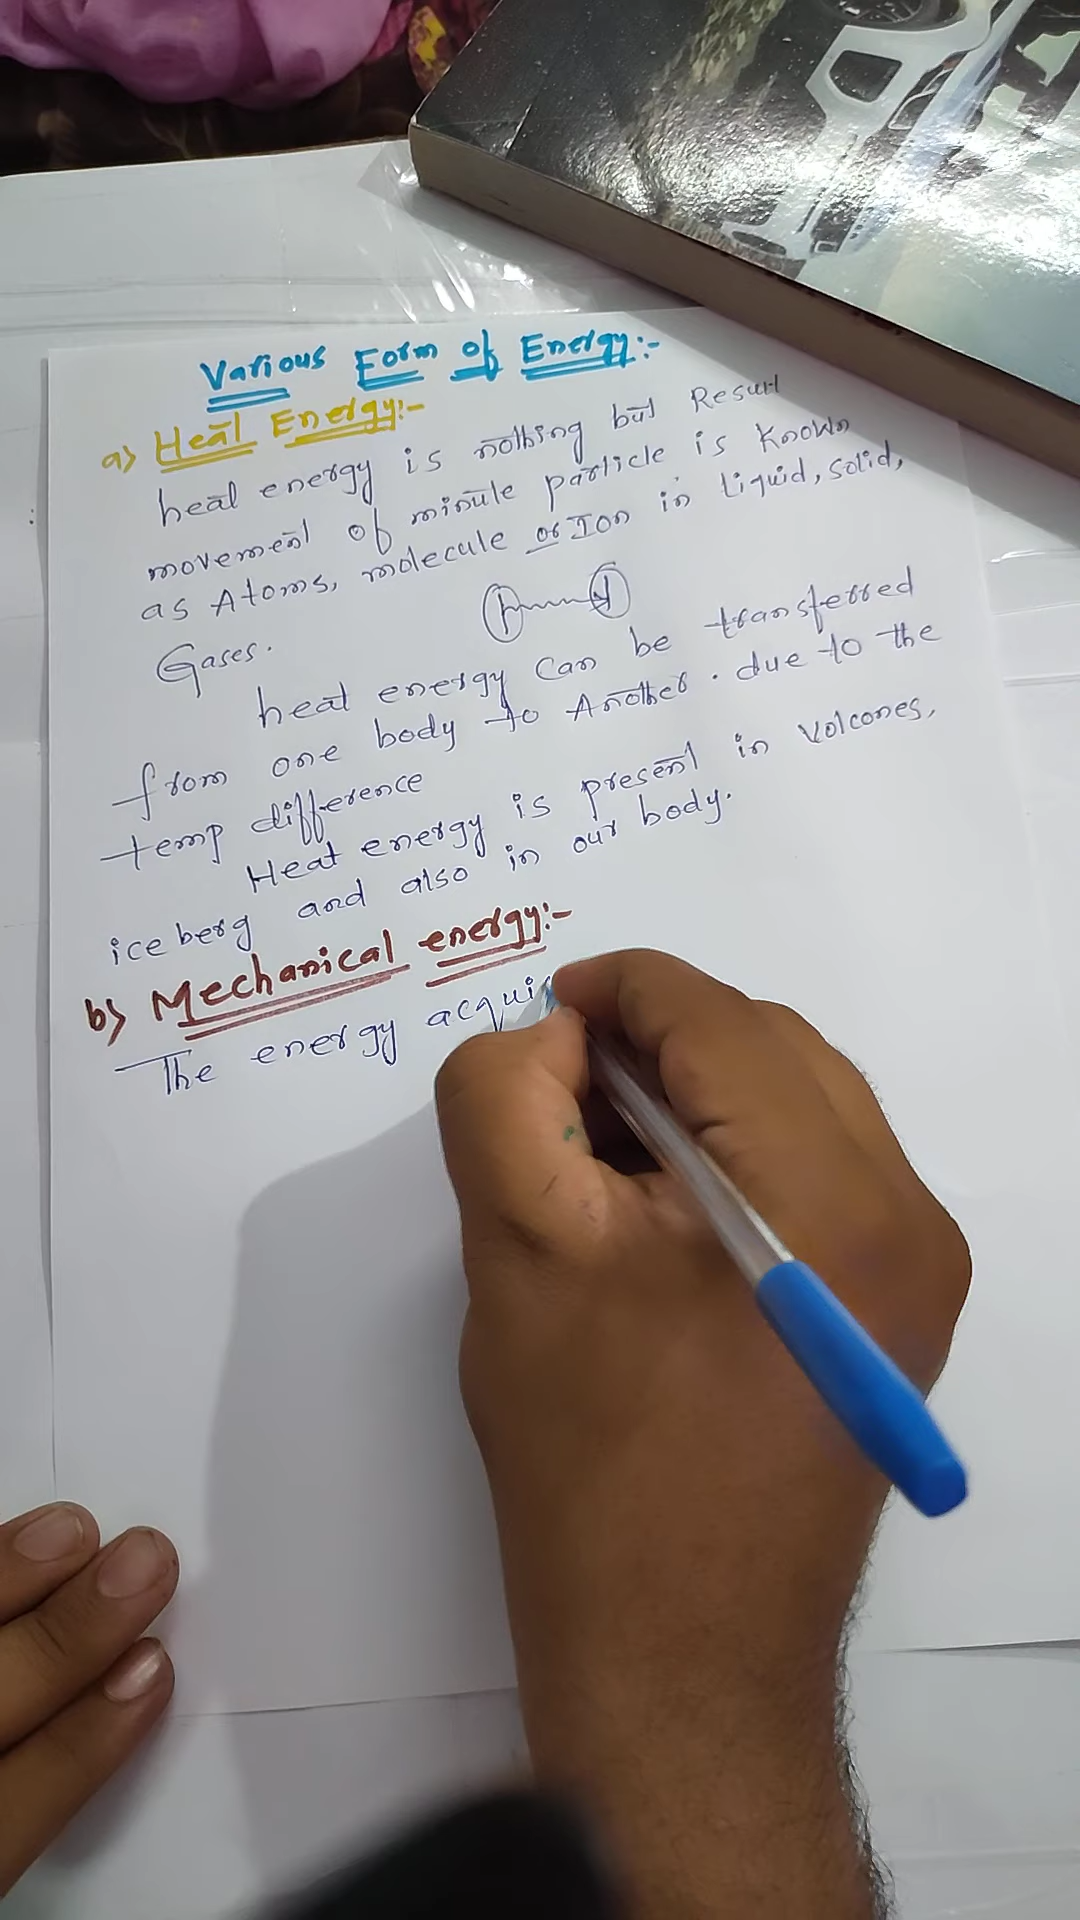 Various Form of Energy:-
a) Heat Energy:-
heat energy is nothing but Result
movement of minute particle is known
as Atoms, molecule or Ion in liquid, solid,
Gases.
heat energy can be transferred
from one body to Another. due to the
temp difference
Heat energy is present in volcones,
ice berg and also in our body.
b) Mechanical energy:-
The energy acqui